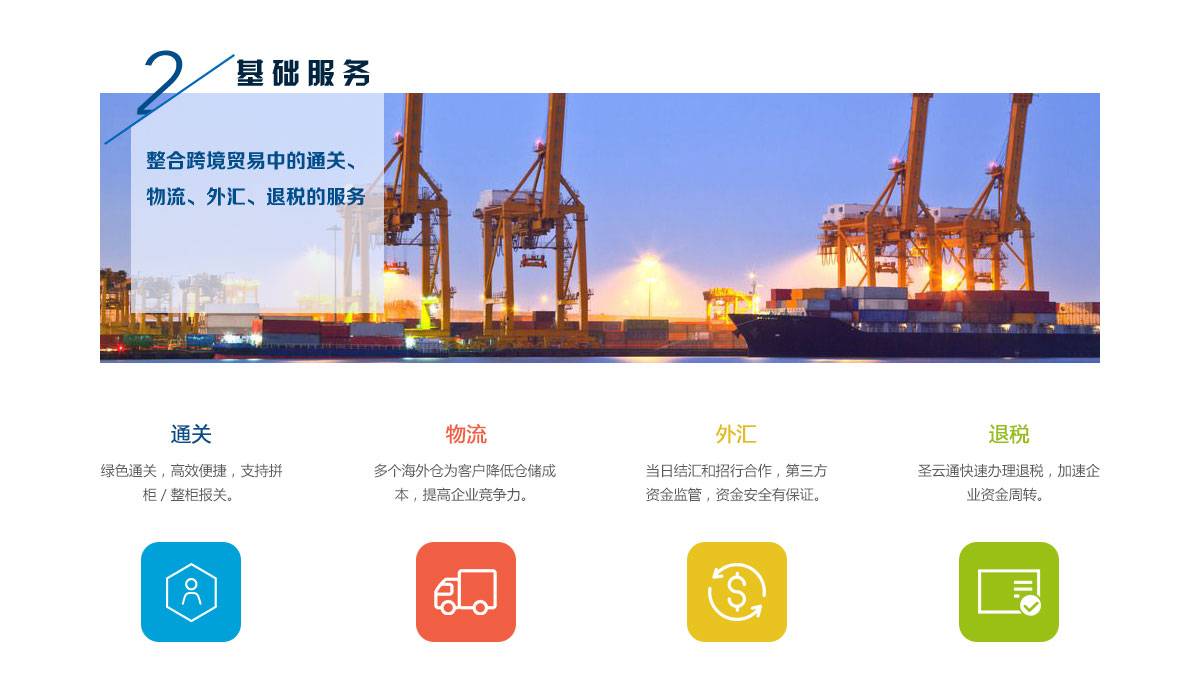 2
基础服务
整合跨境贸易中的通关、
物流、外汇、退税的服务
通关
绿色通关，高效便捷，支持拼
柜 / 整柜报关。
物流
多个海外仓为客户降低仓储成
本，提高企业竞争力。
外汇
当日结汇和招行合作，第三方
资金监管，资金安全有保证。
$
退税
圣云通快速办理退税，加速企
业资金周转。